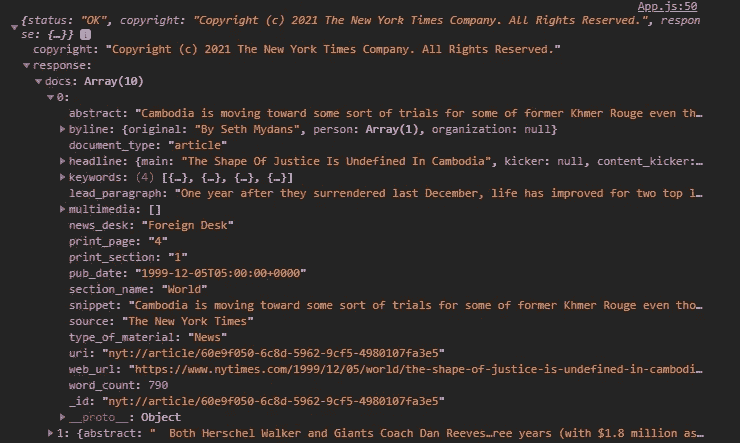 App.js:50
{status: "OK", copyright: "Copyright (c) 2021 The New York Times Company. All Rights Reserved.", respon
se: {…}} i
copyright: "Copyright (c) 2021 The New York Times Company. All Rights Reserved."
response:
docs: Array(10)
0:
abstract: "Cambodia is moving toward some sort of trials for some of former Khmer Rouge even th…
byline: {original: "By Seth Mydans", person: Array(1), organization: null}
document_type: "article"
headline: {main: "The Shape Of Justice Is Undefined In Cambodia", kicker: null, content_kicker:…
keywords: (4) [{…}, {…}, {…}, {…}]
lead_paragraph: "One year after they surrendered last December, life has improved for two top l…
multimedia: []
news_desk: "Foreign Desk"
print_page: "4"
print_section: "1"
pub_date: "1999-12-05T05:00:00+0000"
section_name: "World"
snippet: "Cambodia is moving toward some sort of trials for some of former Khmer Rouge even tho…
source: "The New York Times"
type_of_material: "News"
uri: "nyt://article/60e9f050-6c8d-5962-9cf5-4980107fa3e5"
web_url: "https://www.nytimes.com/1999/12/05/world/the-shape-of-justice-is-undefined-in-cambodi…
word_count: 790
_id: "nyt://article/60e9f050-6c8d-5962-9cf5-4980107fa3e5"
__proto__: Object
1: {abstract: "  Both Herschel Walker and Giants Coach Dan Reeves…ree years (with $1.8 million as…